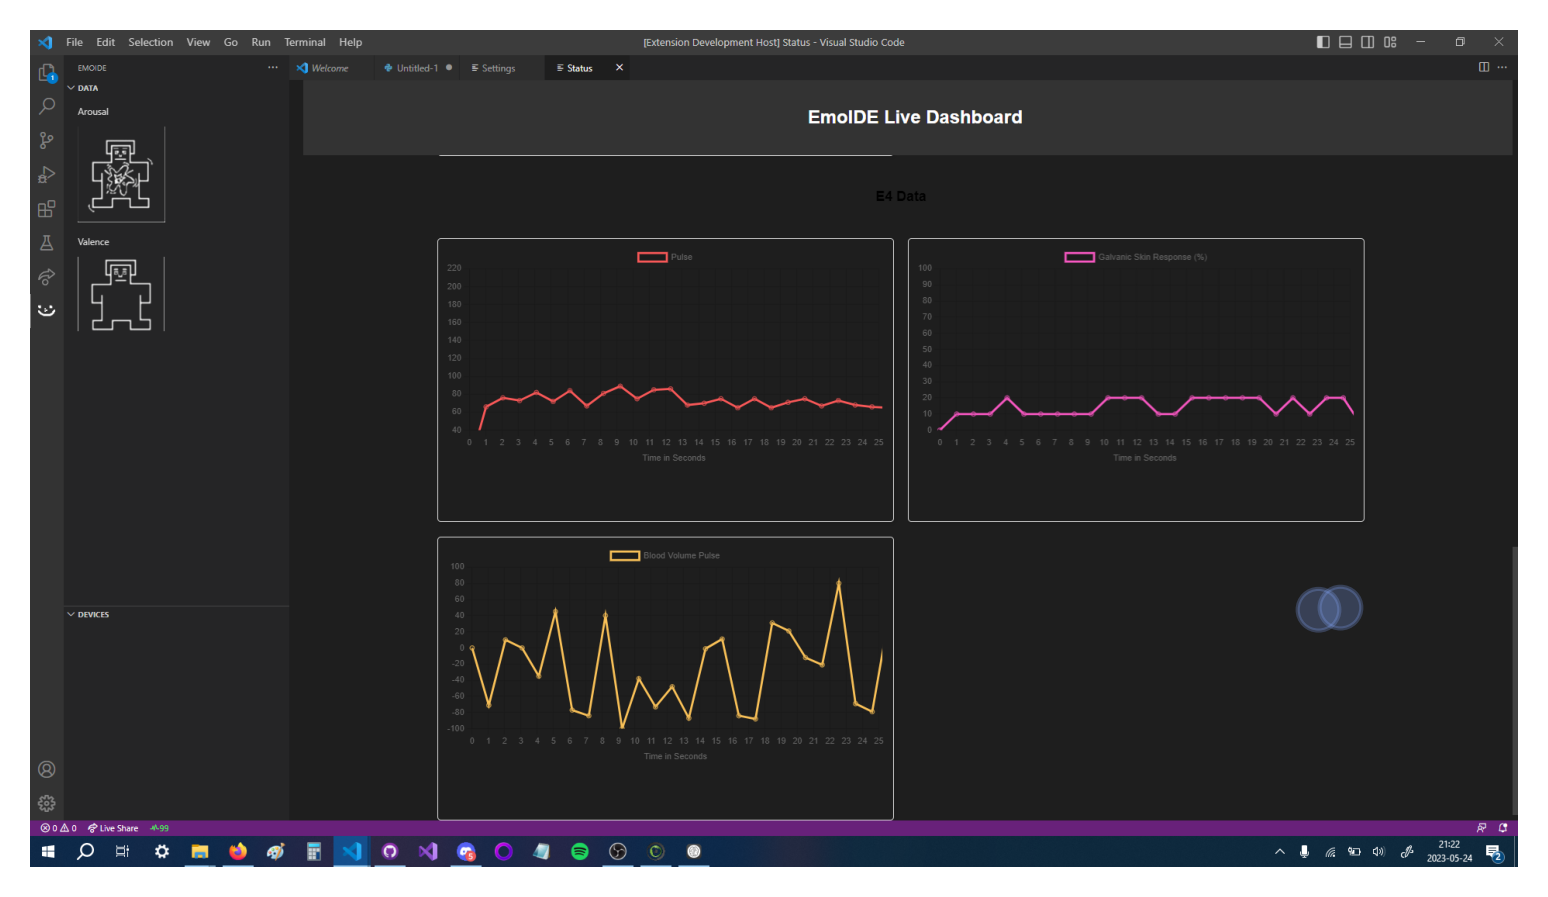 File Edit Selection View Go Run Terminal Help
[Extension Development Host] Status - Visual Studio Code
EMOIDE
Welcome
Untitled-1
Settings
Status
DATA
Arousal
Valence
DEVICES
EmoIDE Live Dashboard
E4 Data
Pulse
220
200
180
160
140
120
100
80
60
40
0 1 2 3 4 5 6 7 8 9 10 11 12 13 14 15 16 17 18 19 20 21 22 23 24 25
Time in Seconds
Galvanic Skin Response (%)
100
90
80
70
60
50
40
30
20
10
0
0 1 2 3 4 5 6 7 8 9 10 11 12 13 14 15 16 17 18 19 20 21 22 23 24 25
Time in Seconds
Blood Volume Pulse
100
80
60
40
20
0
-20
-40
-60
-80
-100
0 1 2 3 4 5 6 7 8 9 10 11 12 13 14 15 16 17 18 19 20 21 22 23 24 25
Time in Seconds
0 0 Live Share 99
21:22
2023-05-24